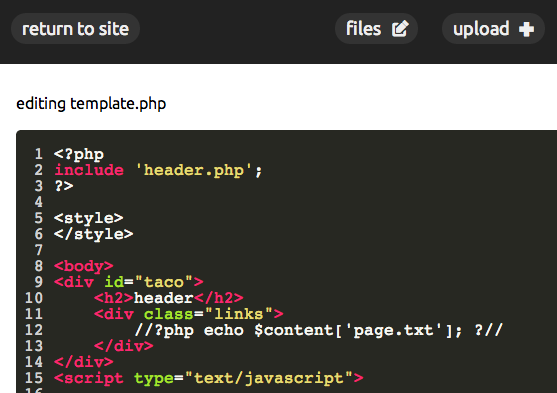 return to site files upload
editing template.php
1 <?php
2 include 'header.php';
3 ?>
4
5 <style>
6 </style>
7
8 <body>
9 <div id="taco">
10     <h2>header</h2>
11     <div class="links">
12         //?php echo $content['page.txt']; ?//
13     </div>
14 </div>
15 <script type="text/javascript">